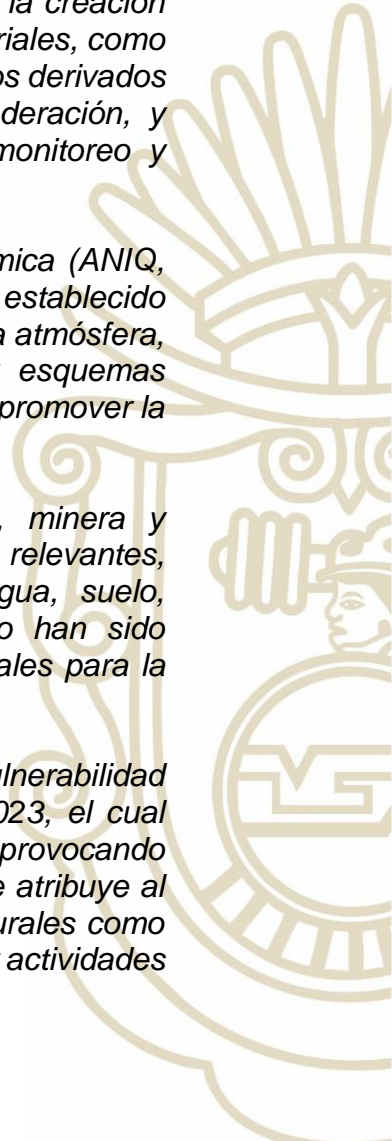 la creación
riales, como
os derivados
deración, y
monitoreo y
mica (ANIQ,
establecido
a atmósfera,
esquemas
promover la
, minera y
relevantes,
gua, suelo,
o han sido
ales para la
ulnerabilidad
023, el cual
provocando
e atribuye al
urales como
actividades